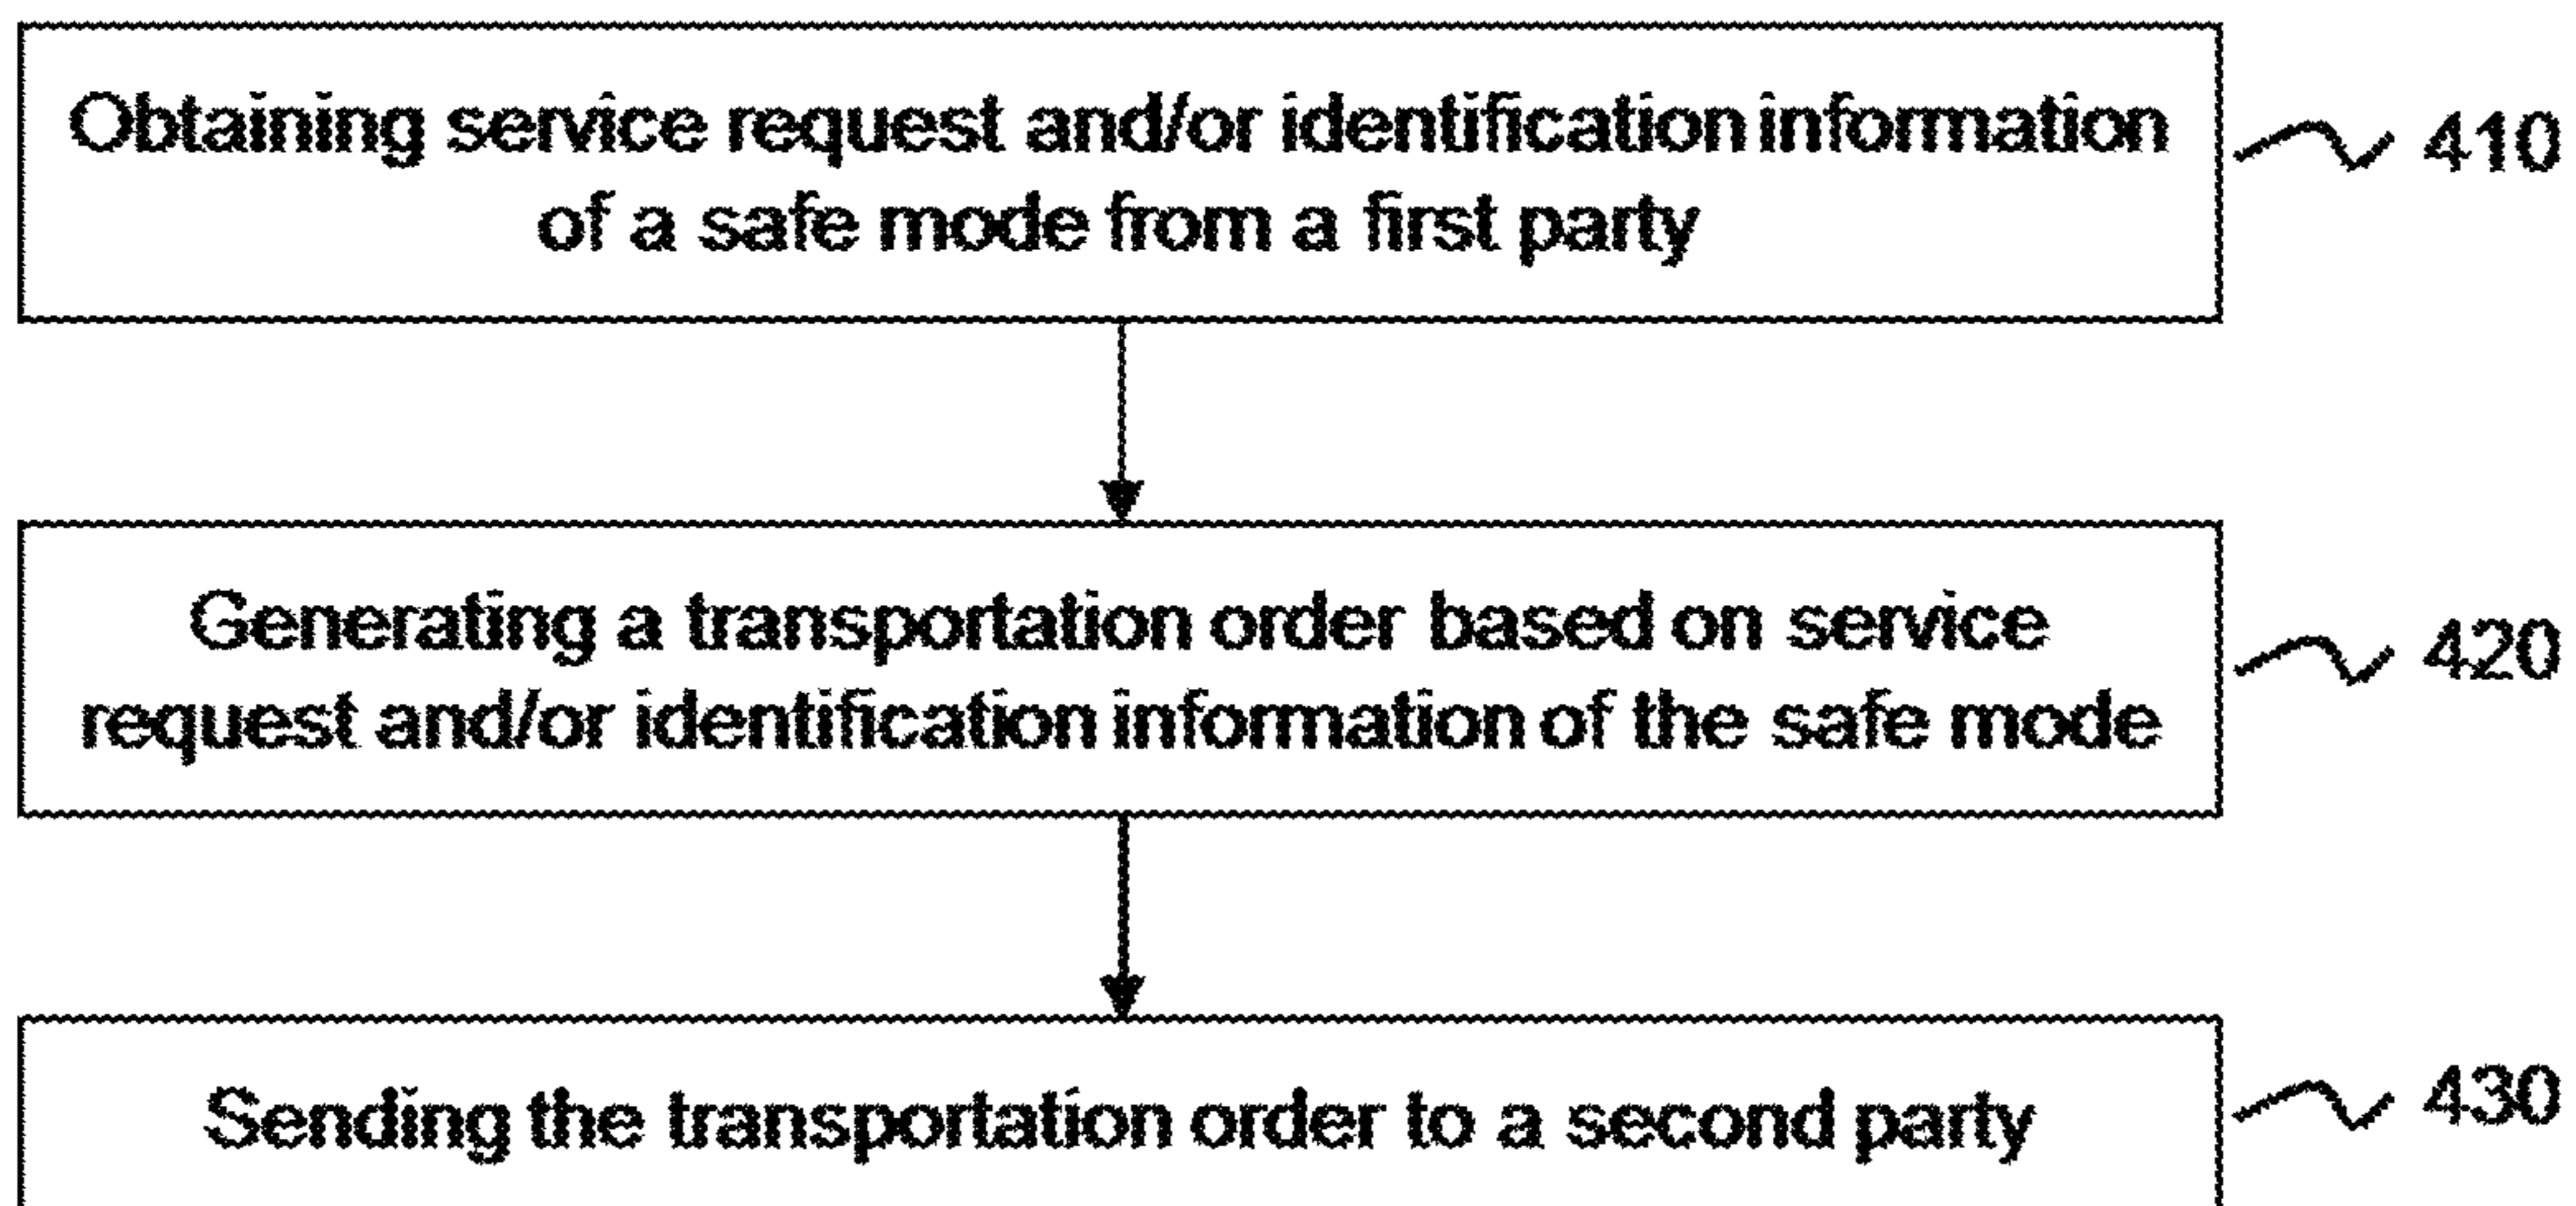 Obtaining service request and/or identification information
of a safe mode from a first party
410
Generating a transportation order based on service
request and/or identification information of the safe mode
420
Sending the transportation order to a second party
430